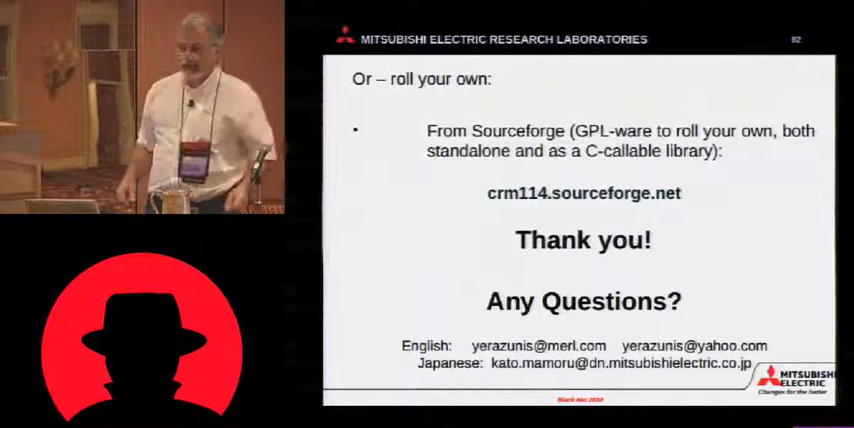 MITSUBISHI ELECTRIC RESEARCH LABORATORIES
82
Or – roll your own:
• From Sourceforge (GPL-ware to roll your own, both
standalone and as a C-callable library):
crm114.sourceforge.net
Thank you!
Any Questions?
English: yerazunis@merl.com yerazunis@yahoo.com
Japanese: kato.mamoru@dn.mitsubishielectric.co.jp
MITSUBISHI
ELECTRIC
Changes for the better
Black Hat 2010